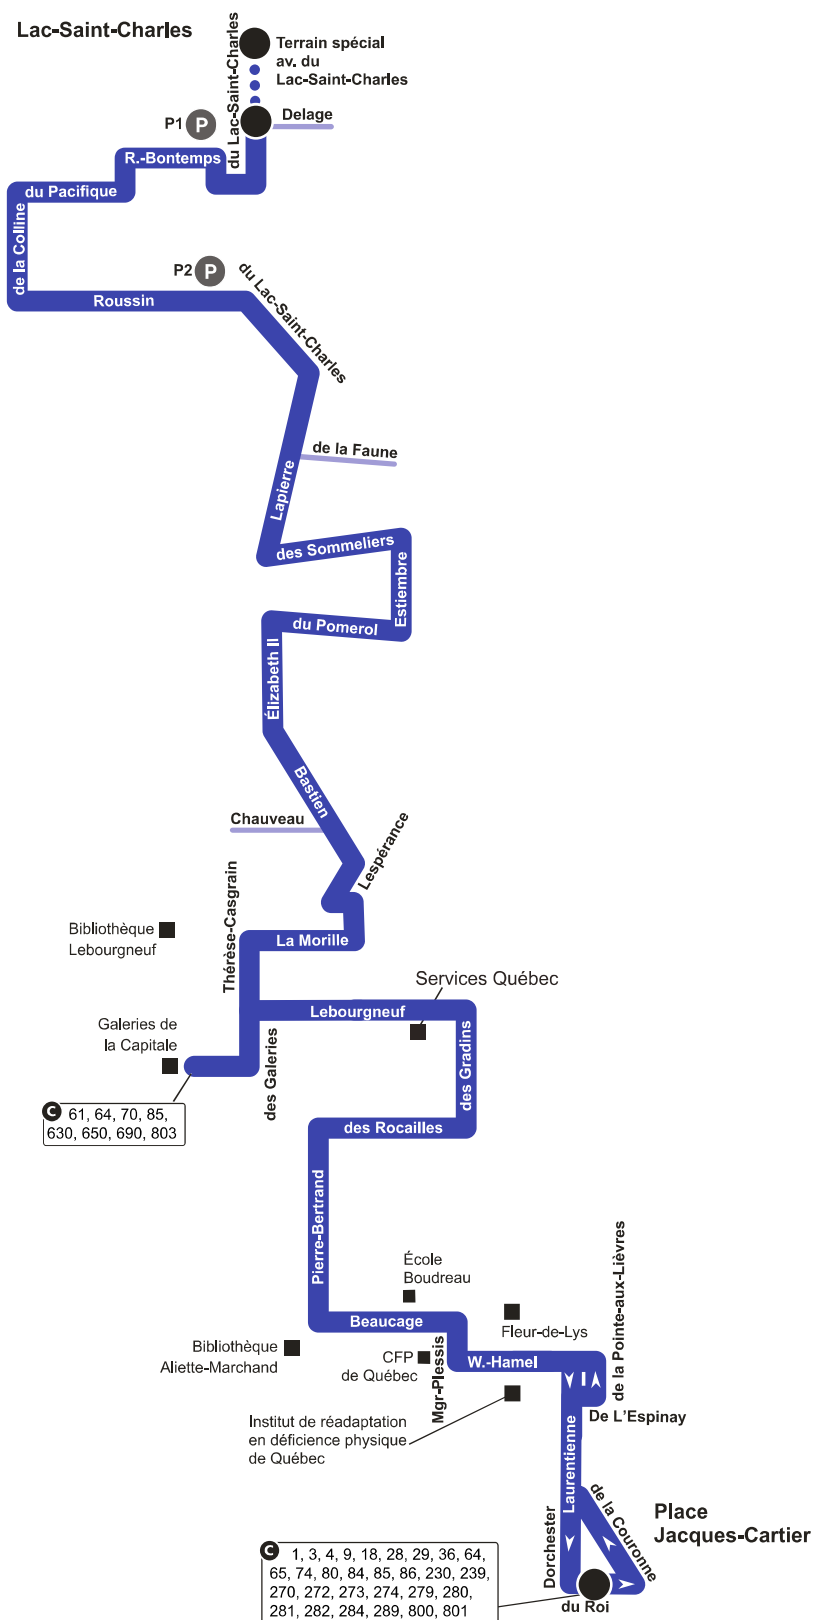 Lac-Saint-Charles
du Lac-Saint-Charles
Terrain spécial
av. du
Lac-Saint-Charles
P1 P
Delage
R.-Bontemps
du Pacifique
de la Colline
P2 P
du Lac-Saint-Charles
Roussin
de la Faune
Lapierre
des Sommeliers
Estiembre
du Pomerol
Élizabeth II
Bastien
Chauveau
Lespérance
Thérèse-Casgrain
Bibliothèque
Lebourgneuf
La Morille
Services Québec
Lebourgneuf
Galeries de
la Capitale
des Galeries
des Gradins
C 61, 64, 70, 85,
630, 650, 690, 803
des Rocailles
Pierre-Bertrand
École
Boudreau
de la Pointe-aux-Lièvres
Beaucage
Fleur-de-Lys
Bibliothèque
Aliette-Marchand
CFP
de Québec
Mgr-Plessis
W.-Hamel
De L'Espinay
Institut de réadaptation
en déficience physique
de Québec
Laurentienne
de la Couronne
Place
Jacques-Cartier
Dorchester
du Roi
C 1, 3, 4, 9, 18, 28, 29, 36, 64,
65, 74, 80, 84, 85, 86, 230, 239,
270, 272, 273, 274, 279, 280,
281, 282, 284, 289, 800, 801